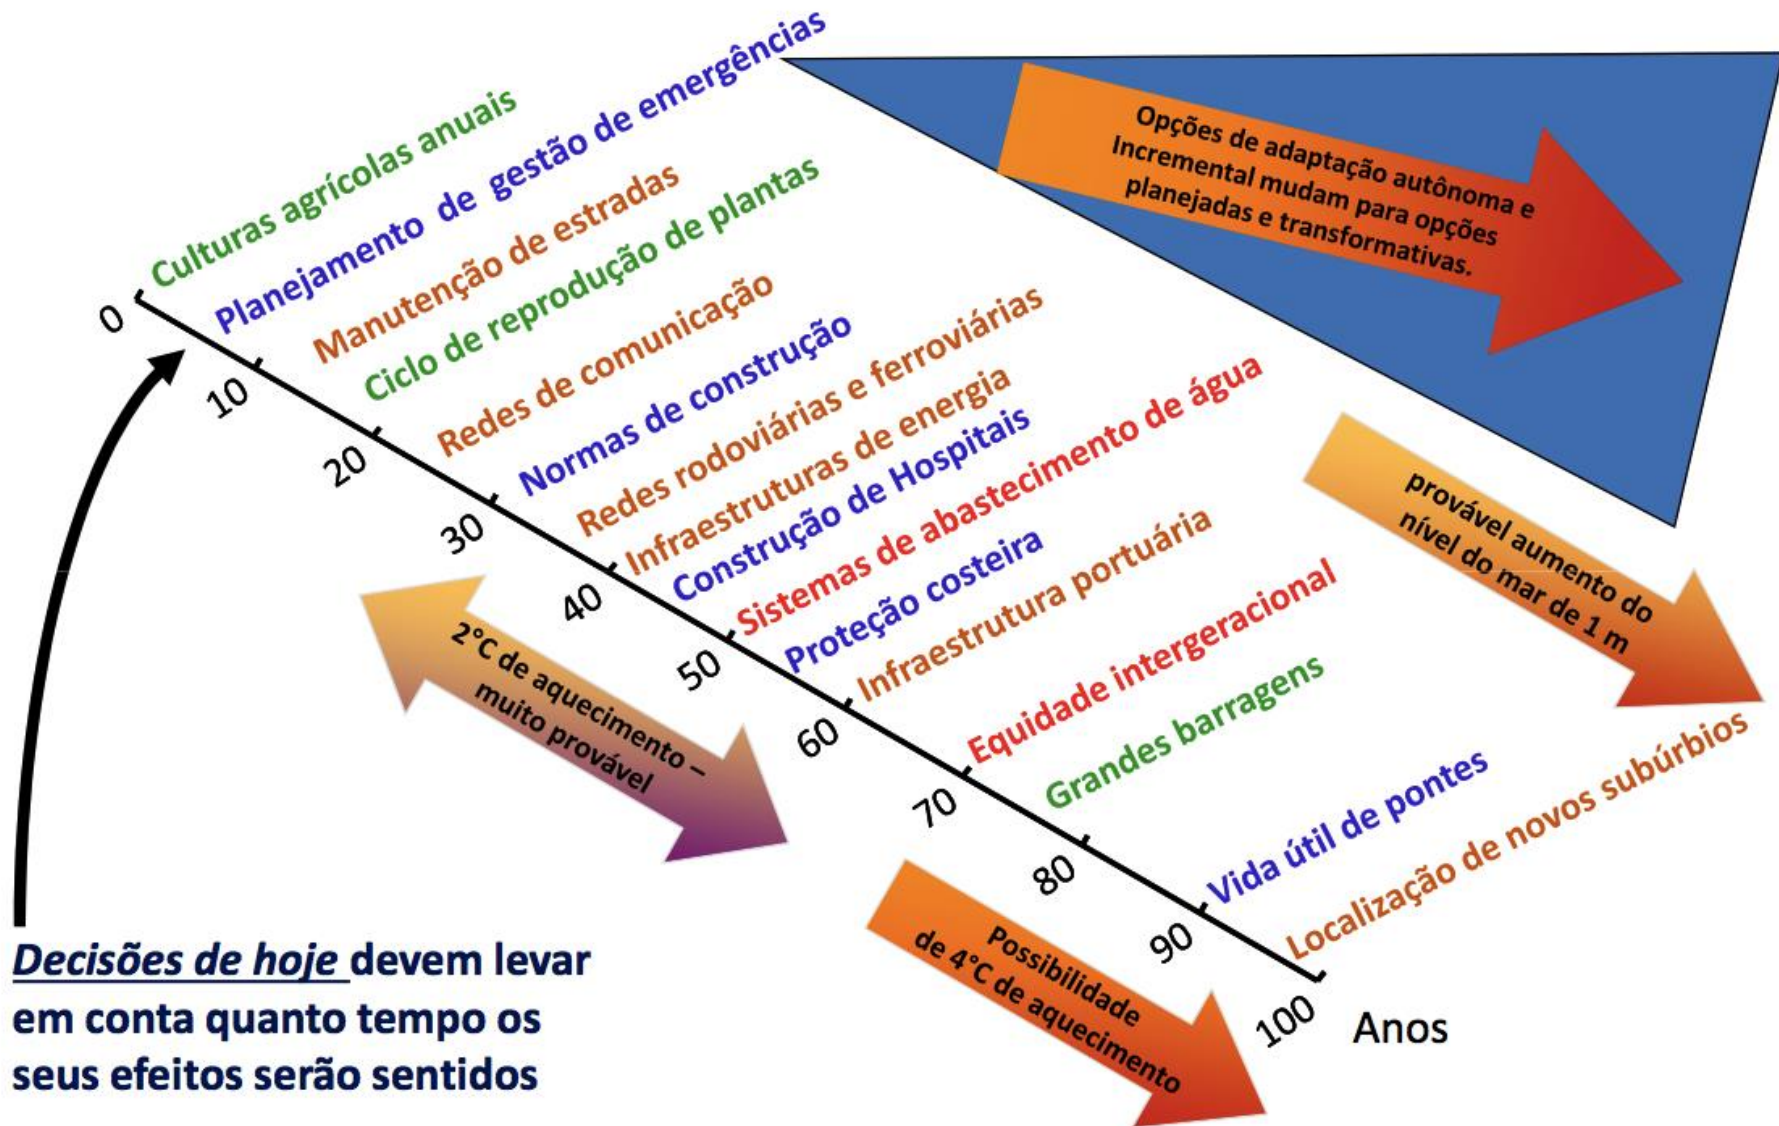 Culturas agrícolas anuais
Planejamento de gestão de emergências
Manutenção de estradas
Ciclo de reprodução de plantas
Redes de comunicação
Normas de construção
Redes rodoviárias e ferroviárias
Infraestruturas de energia
Construção de Hospitais
Sistemas de abastecimento de água
Proteção costeira
Infraestrutura portuária
Equidade intergeracional
Grandes barragens
Vida útil de pontes
Localização de novos subúrbios
0
10
20
30
40
50
60
70
80
90
100
Anos
Opções de adaptação autônoma e
Incremental mudam para opções
planejadas e transformativas.
provável aumento do
nível do mar de 1 m
2°C de aquecimento –
muito provável
Possibilidade
de 4°C de aquecimento
Decisões de hoje devem levar
em conta quanto tempo os
seus efeitos serão sentidos